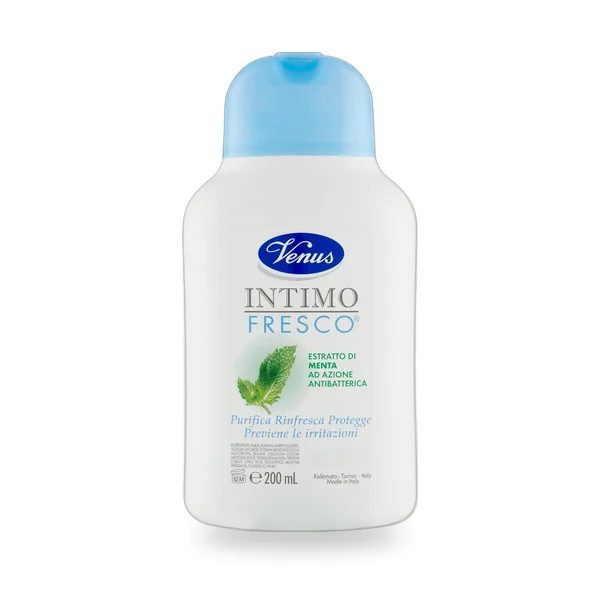 Venus
INTIMO
FRESCO®
ESTRATTO DI
MENTA
AD AZIONE
ANTIBATTERICA
Purifica Rinfresca Protegge
Previene le irritazioni
12M
e 200 mL
Kelémata - Torino - Italy
Made in Italy